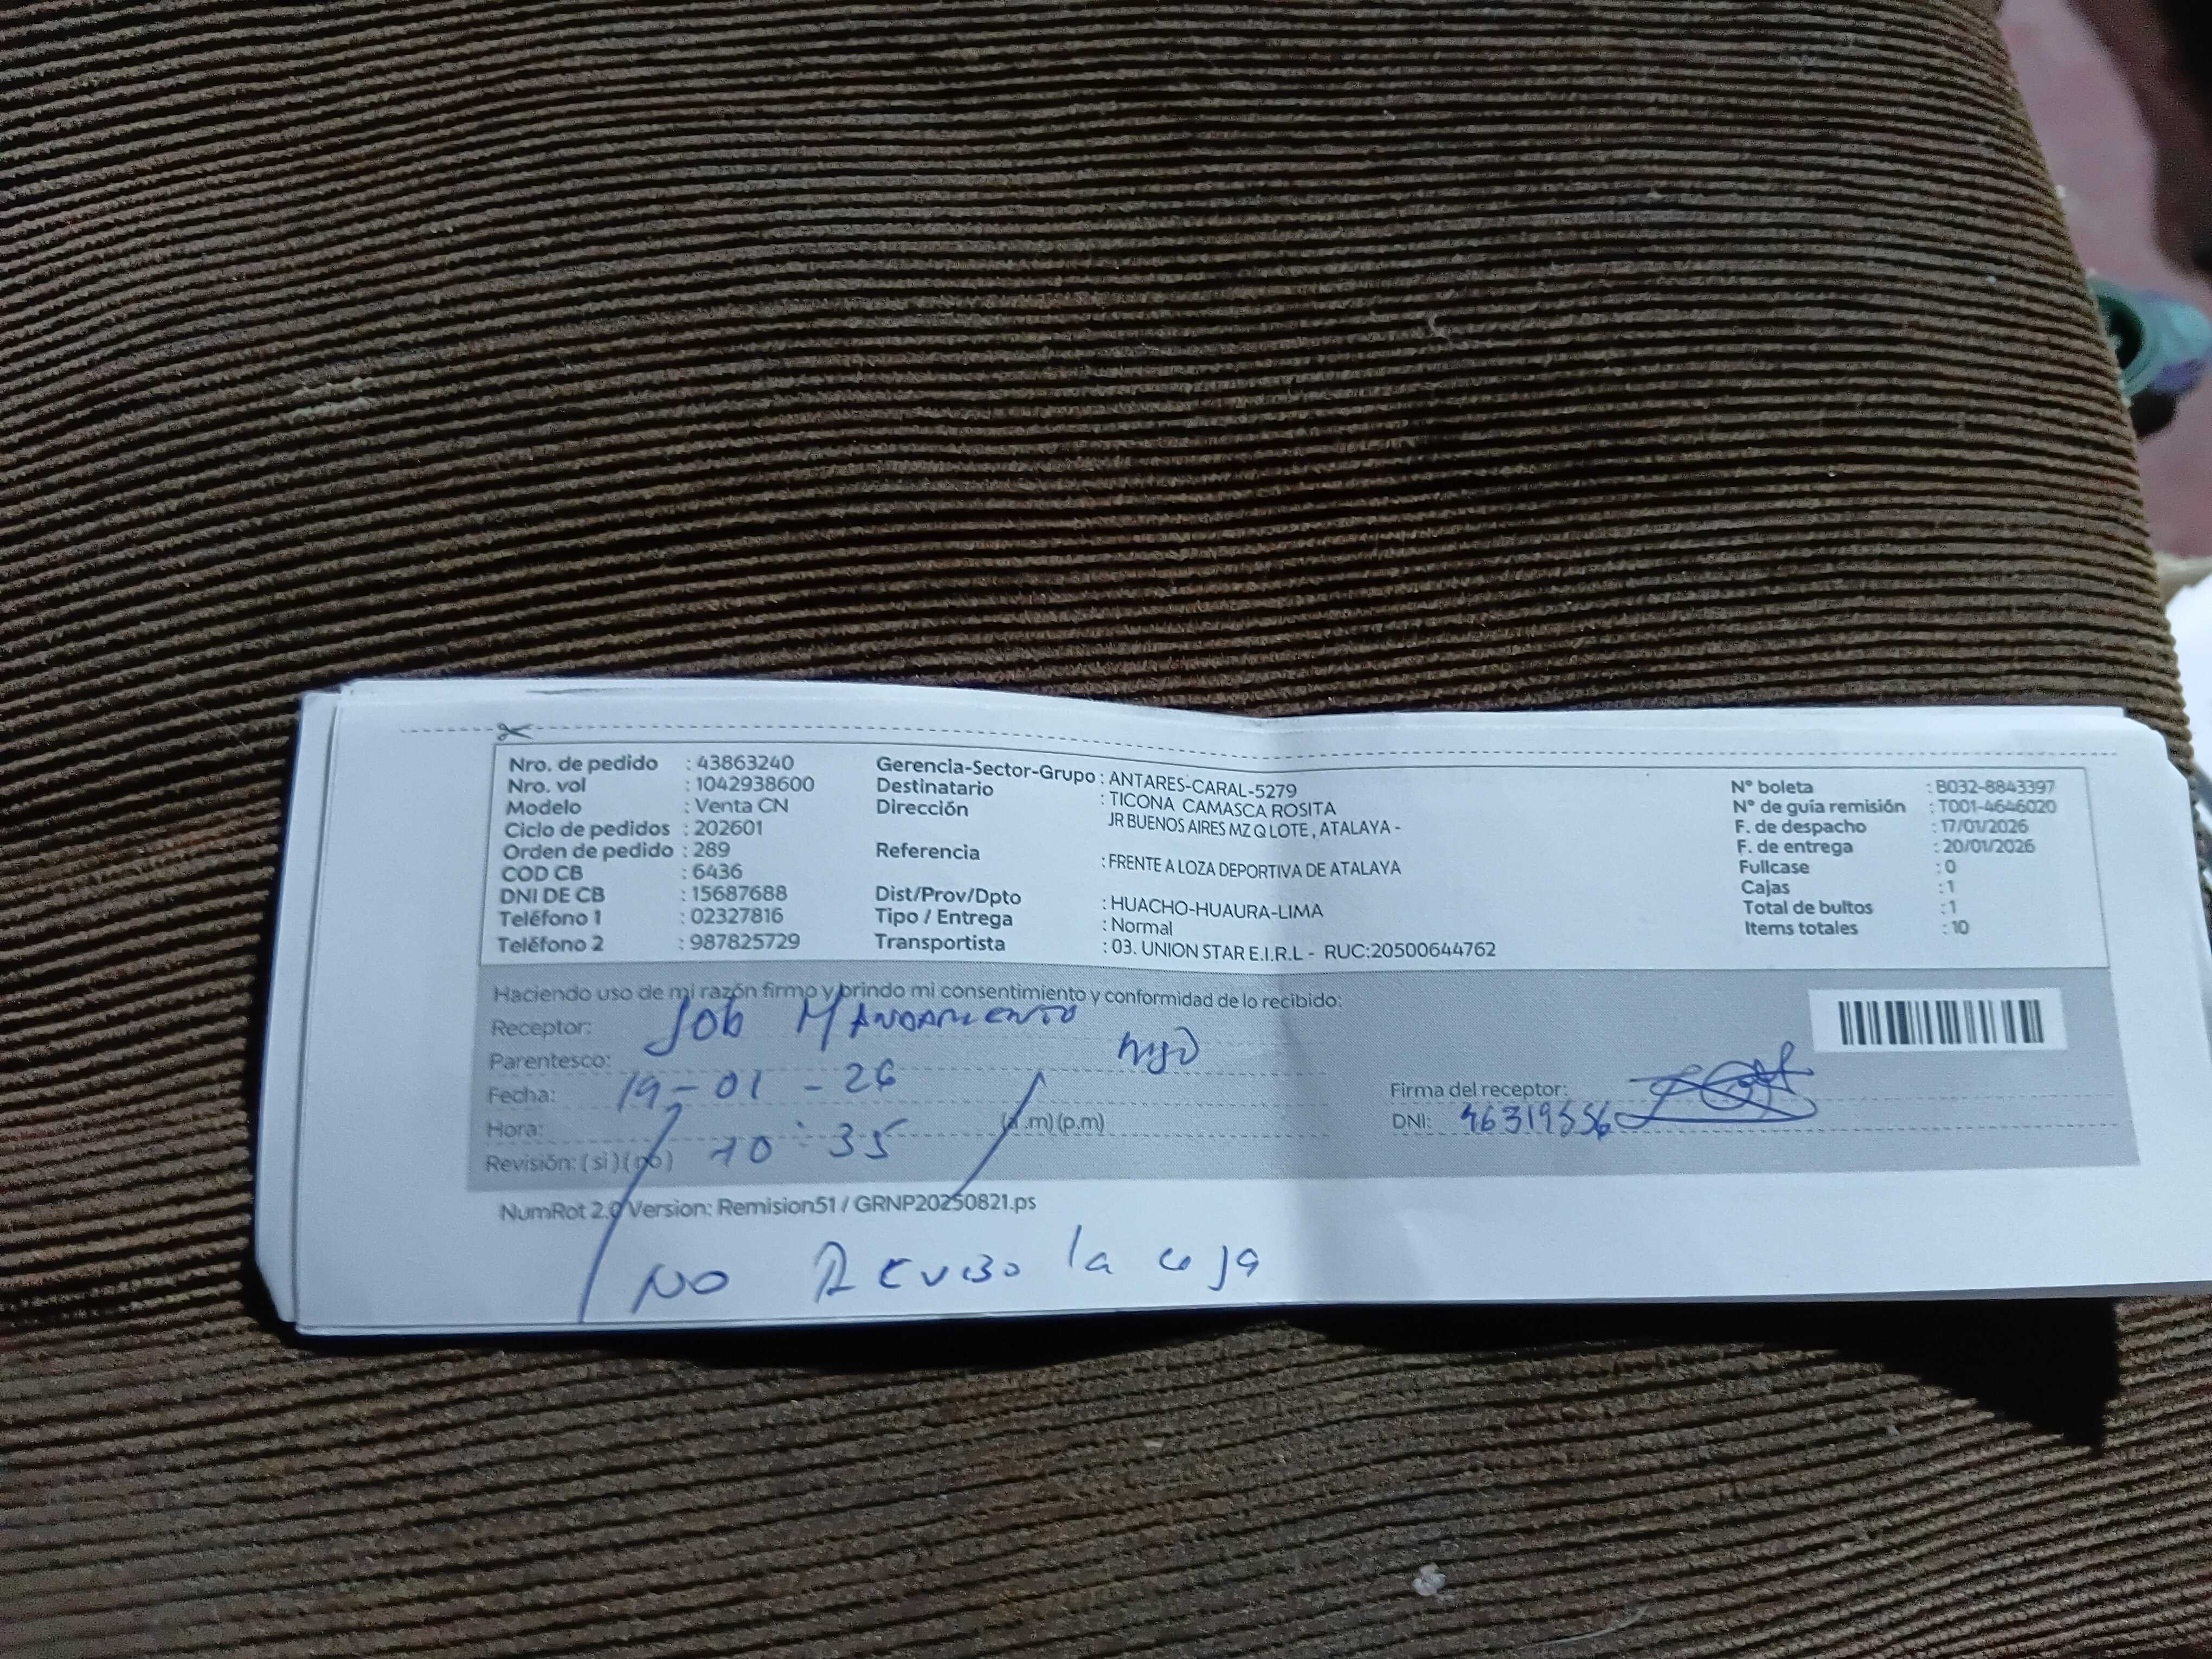 Nro. de pedido : 43863240
Nro. vol : 1042938600
Modelo : Venta CN
Ciclo de pedidos : 202601
Orden de pedido : 289
COD CB : 6436
DNI DE CB : 15687688
Teléfono 1 : 02327816
Teléfono 2 : 987825729
Gerencia-Sector-Grupo : ANTARES-CARAL-5279
Destinatario : TICONA CAMASCA ROSITA
Dirección JR BUENOS AIRES MZ Q LOTE , ATALAYA -
Referencia : FRENTE A LOZA DEPORTIVA DE ATALAYA
Dist/Prov/Dpto : HUACHO-HUAURA-LIMA
Tipo / Entrega : Normal
Transportista : 03. UNION STAR E.I.R.L - RUC:20500644762
N° boleta : B032-8843397
N° de guía remisión : T001-4646020
F. de despacho : 17/01/2026
F. de entrega : 20/01/2026
Fullcase : 0
Cajas : 1
Total de bultos : 1
Items totales : 10
Haciendo uso de mi razón firmo y brindo mi consentimiento y conformidad de lo recibido:
Receptor: Job MANDAMIENTO
Parentesco: hijo
Fecha: 19-01-26
Hora: 10:35 (a.m) (p.m)
Revisión: (si) (no)
Firma del receptor:
DNI: 46319556
NumRot 2.0 Version: Remision51 / GRNP20250821.ps
NO REVISO la caja